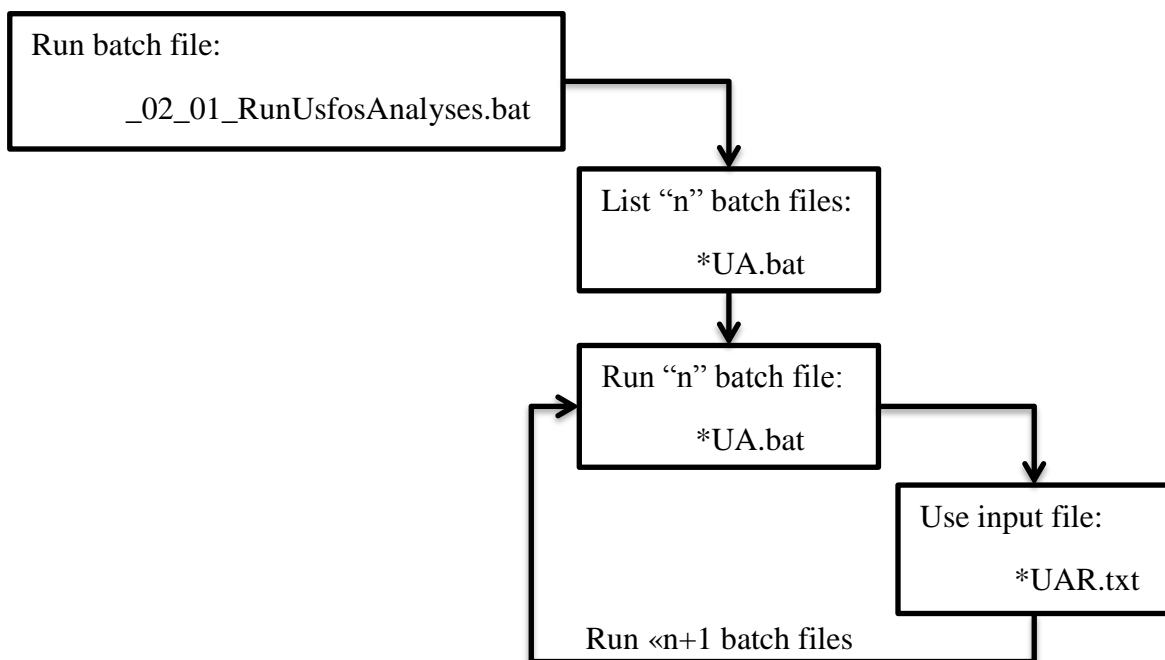 Run batch file:
_02_01_RunUsfosAnalyses.bat
List “n” batch files:
*UA.bat
Run “n” batch file:
*UA.bat
Use input file:
*UAR.txt
Run «n+1 batch files